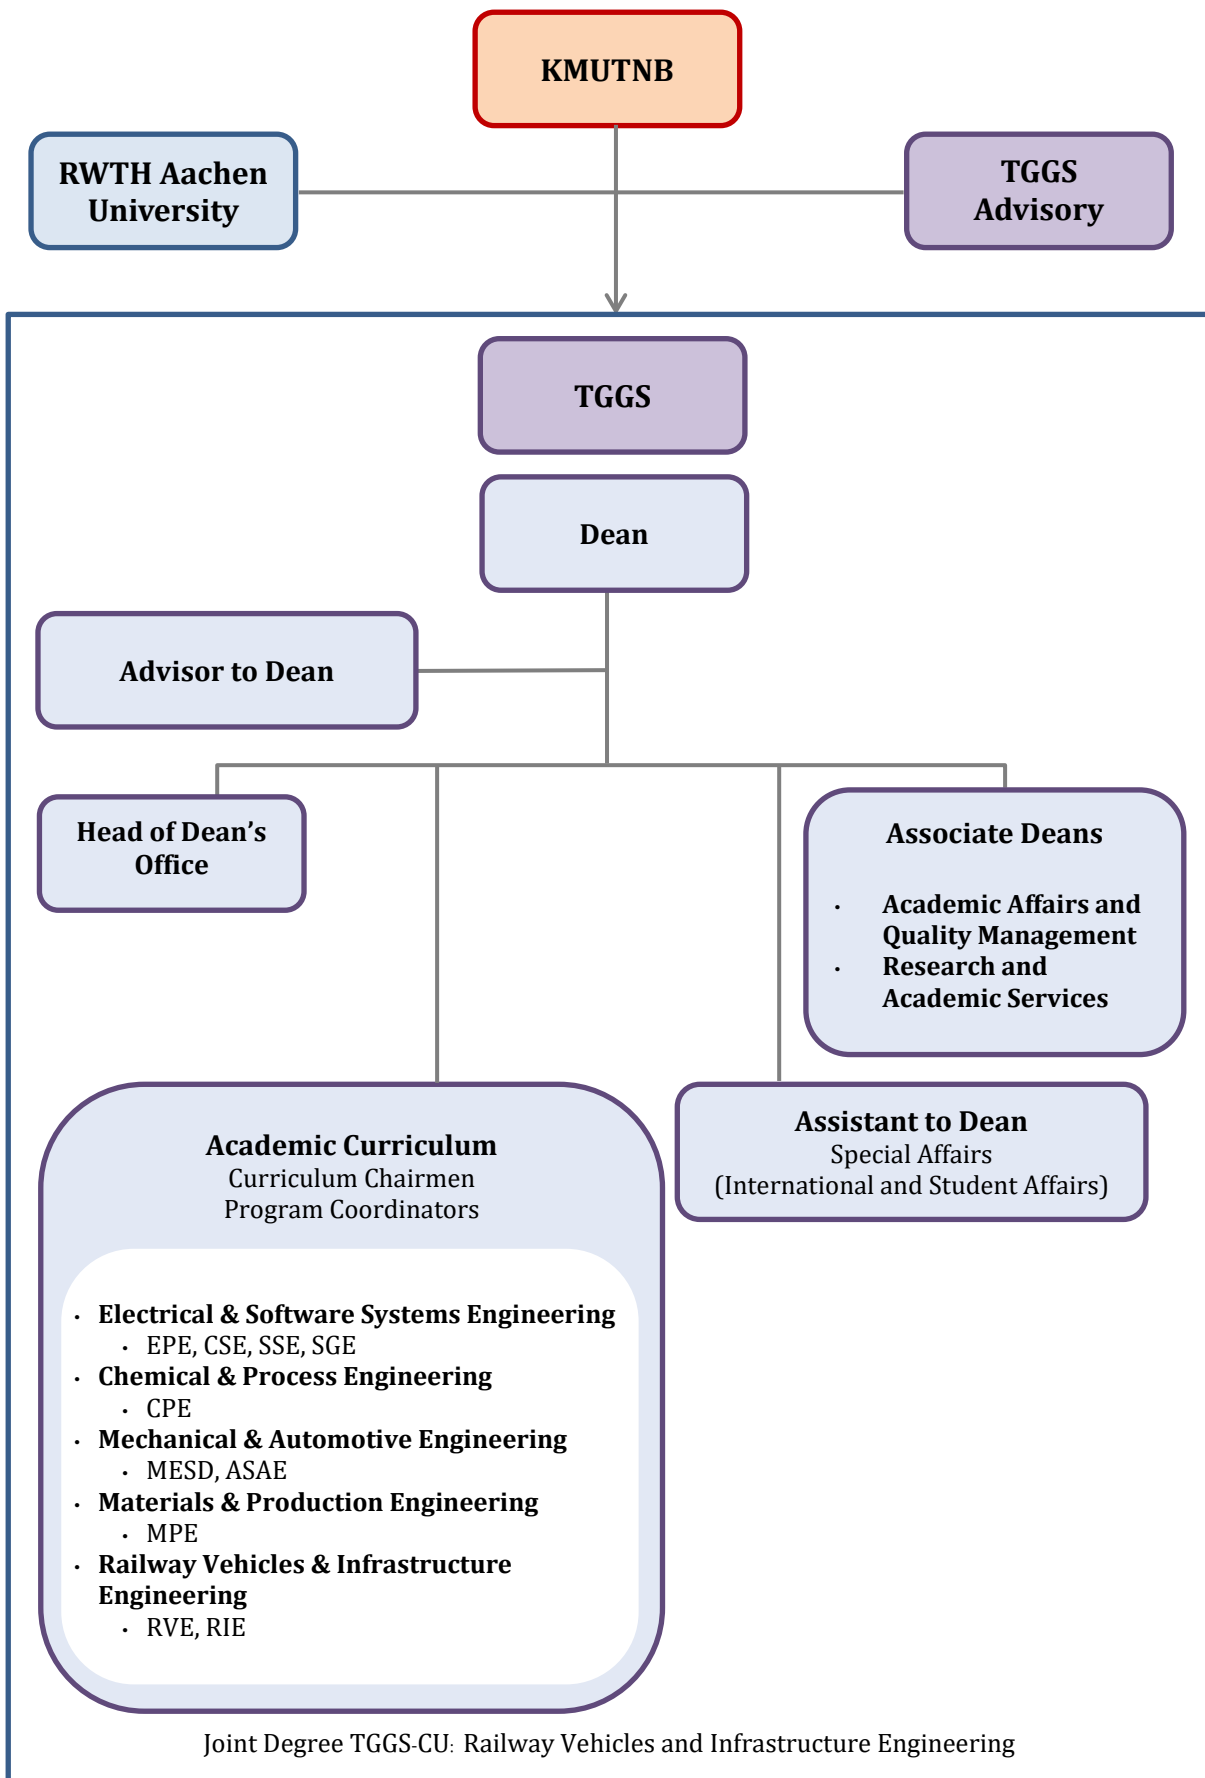 KMUTNB
RWTH Aachen
University
TGGS
Advisory
TGGS
Dean
Advisor to Dean
Head of Dean’s
Office
Associate Deans
· Academic Affairs and
Quality Management
· Research and
Academic Services
Academic Curriculum
Curriculum Chairmen
Program Coordinators
Assistant to Dean
Special Affairs
(International and Student Affairs)
· Electrical & Software Systems Engineering
· EPE, CSE, SSE, SGE
· Chemical & Process Engineering
· CPE
· Mechanical & Automotive Engineering
· MESD, ASAE
· Materials & Production Engineering
· MPE
· Railway Vehicles & Infrastructure
Engineering
· RVE, RIE
Joint Degree TGGS-CU: Railway Vehicles and Infrastructure Engineering